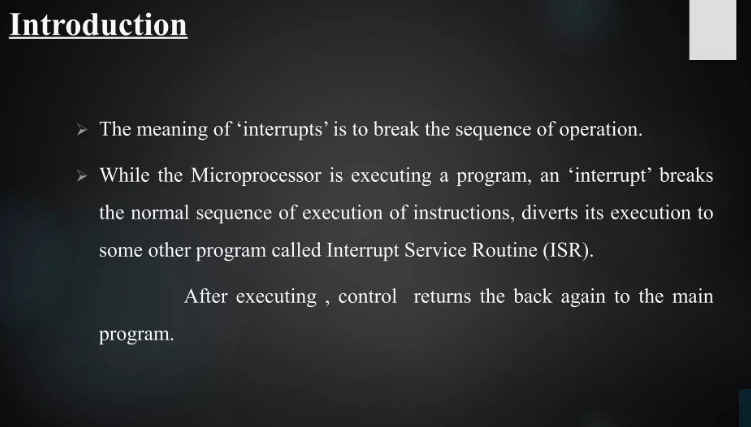 Introduction
The meaning of ‘interrupts’ is to break the sequence of operation.
While the Microprocessor is executing a program, an ‘interrupt’ breaks
the normal sequence of execution of instructions, diverts its execution to
some other program called Interrupt Service Routine (ISR).
After executing , control returns the back again to the main
program.